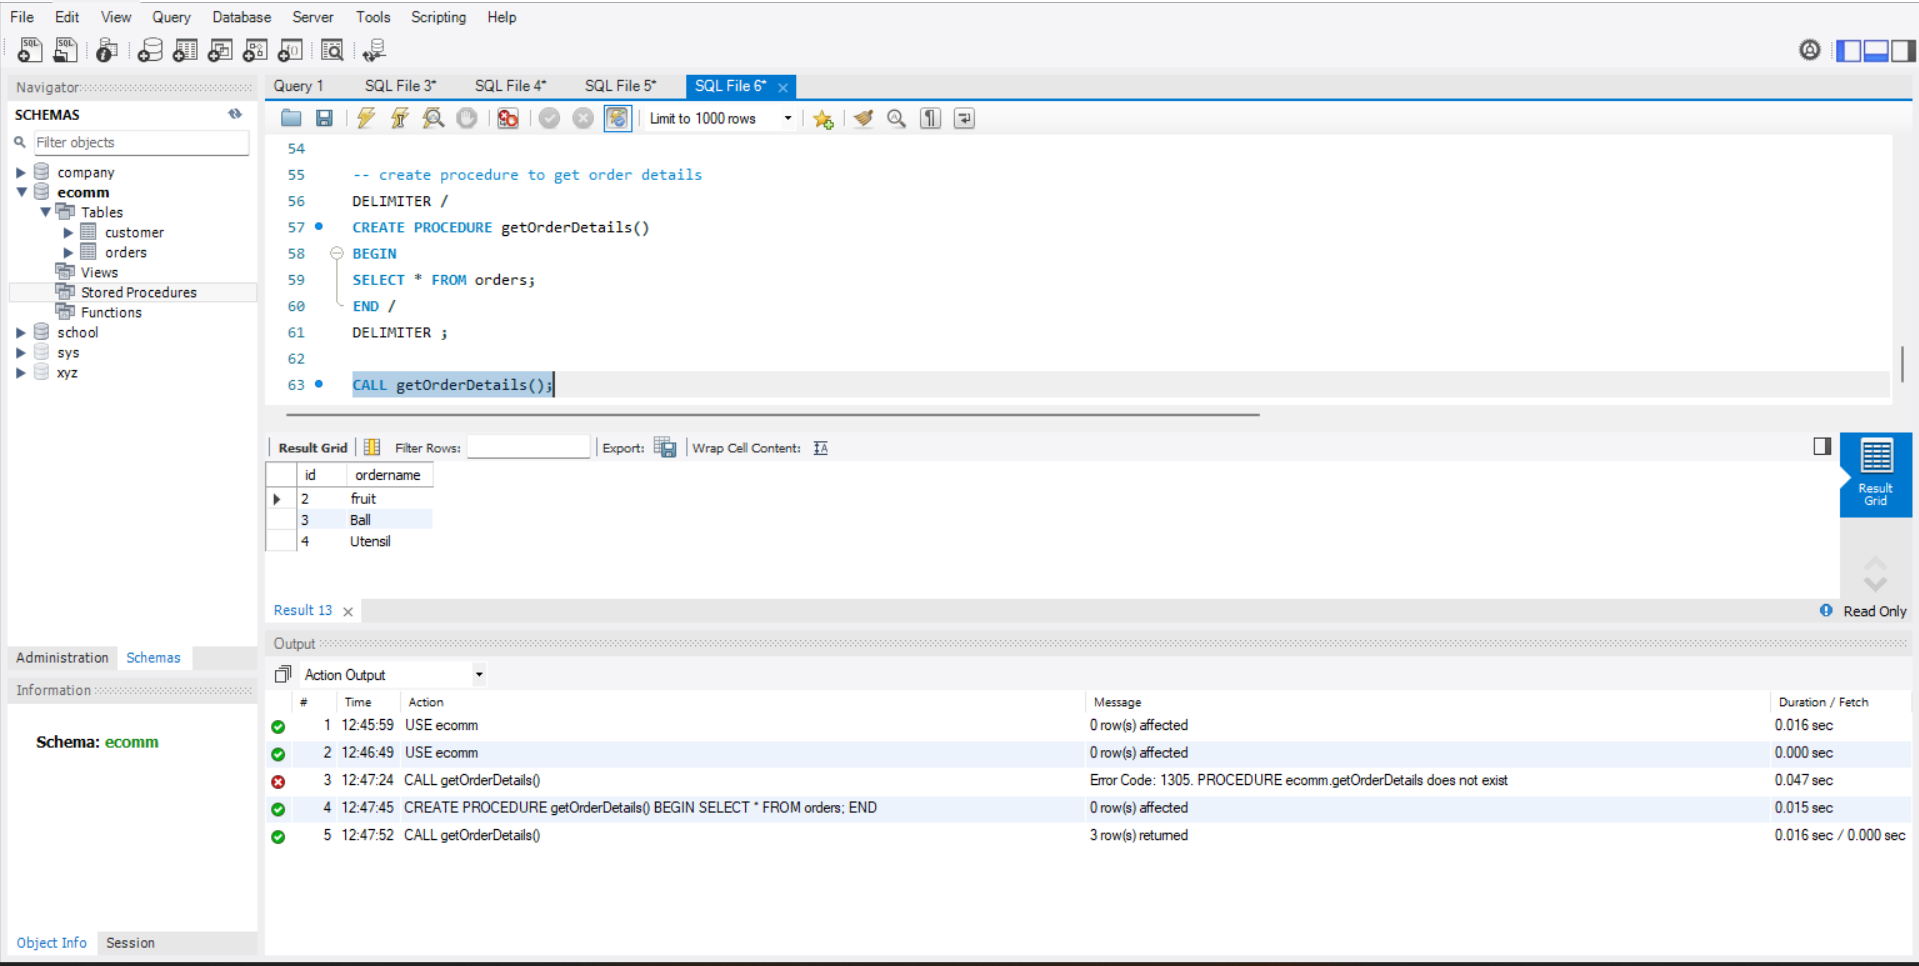 File Edit View Query Database Server Tools Scripting Help
Navigator
SCHEMAS
Filter objects
company
ecomm
Tables
customer
orders
Views
Stored Procedures
Functions
school
sys
xyz
Administration Schemas
Information
Schema: ecomm
Object Info Session
Query 1 SQL File 3* SQL File 4* SQL File 5* SQL File 6*
Limit to 1000 rows
54
55 -- create procedure to get order details
56 DELIMITER /
57 CREATE PROCEDURE getOrderDetails()
58 BEGIN
59 SELECT * FROM orders;
60 END /
61 DELIMITER ;
62
63 CALL getOrderDetails();
Result Grid Filter Rows: Export: Wrap Cell Content:
id ordername
2 fruit
3 Ball
4 Utensil
Result
Grid
Result 13
Read Only
Output
Action Output
# Time Action Message Duration / Fetch
1 12:45:59 USE ecomm 0 row(s) affected 0.016 sec
2 12:46:49 USE ecomm 0 row(s) affected 0.000 sec
3 12:47:24 CALL getOrderDetails() Error Code: 1305. PROCEDURE ecomm.getOrderDetails does not exist 0.047 sec
4 12:47:45 CREATE PROCEDURE getOrderDetails() BEGIN SELECT * FROM orders; END 0 row(s) affected 0.015 sec
5 12:47:52 CALL getOrderDetails() 3 row(s) returned 0.016 sec / 0.000 sec